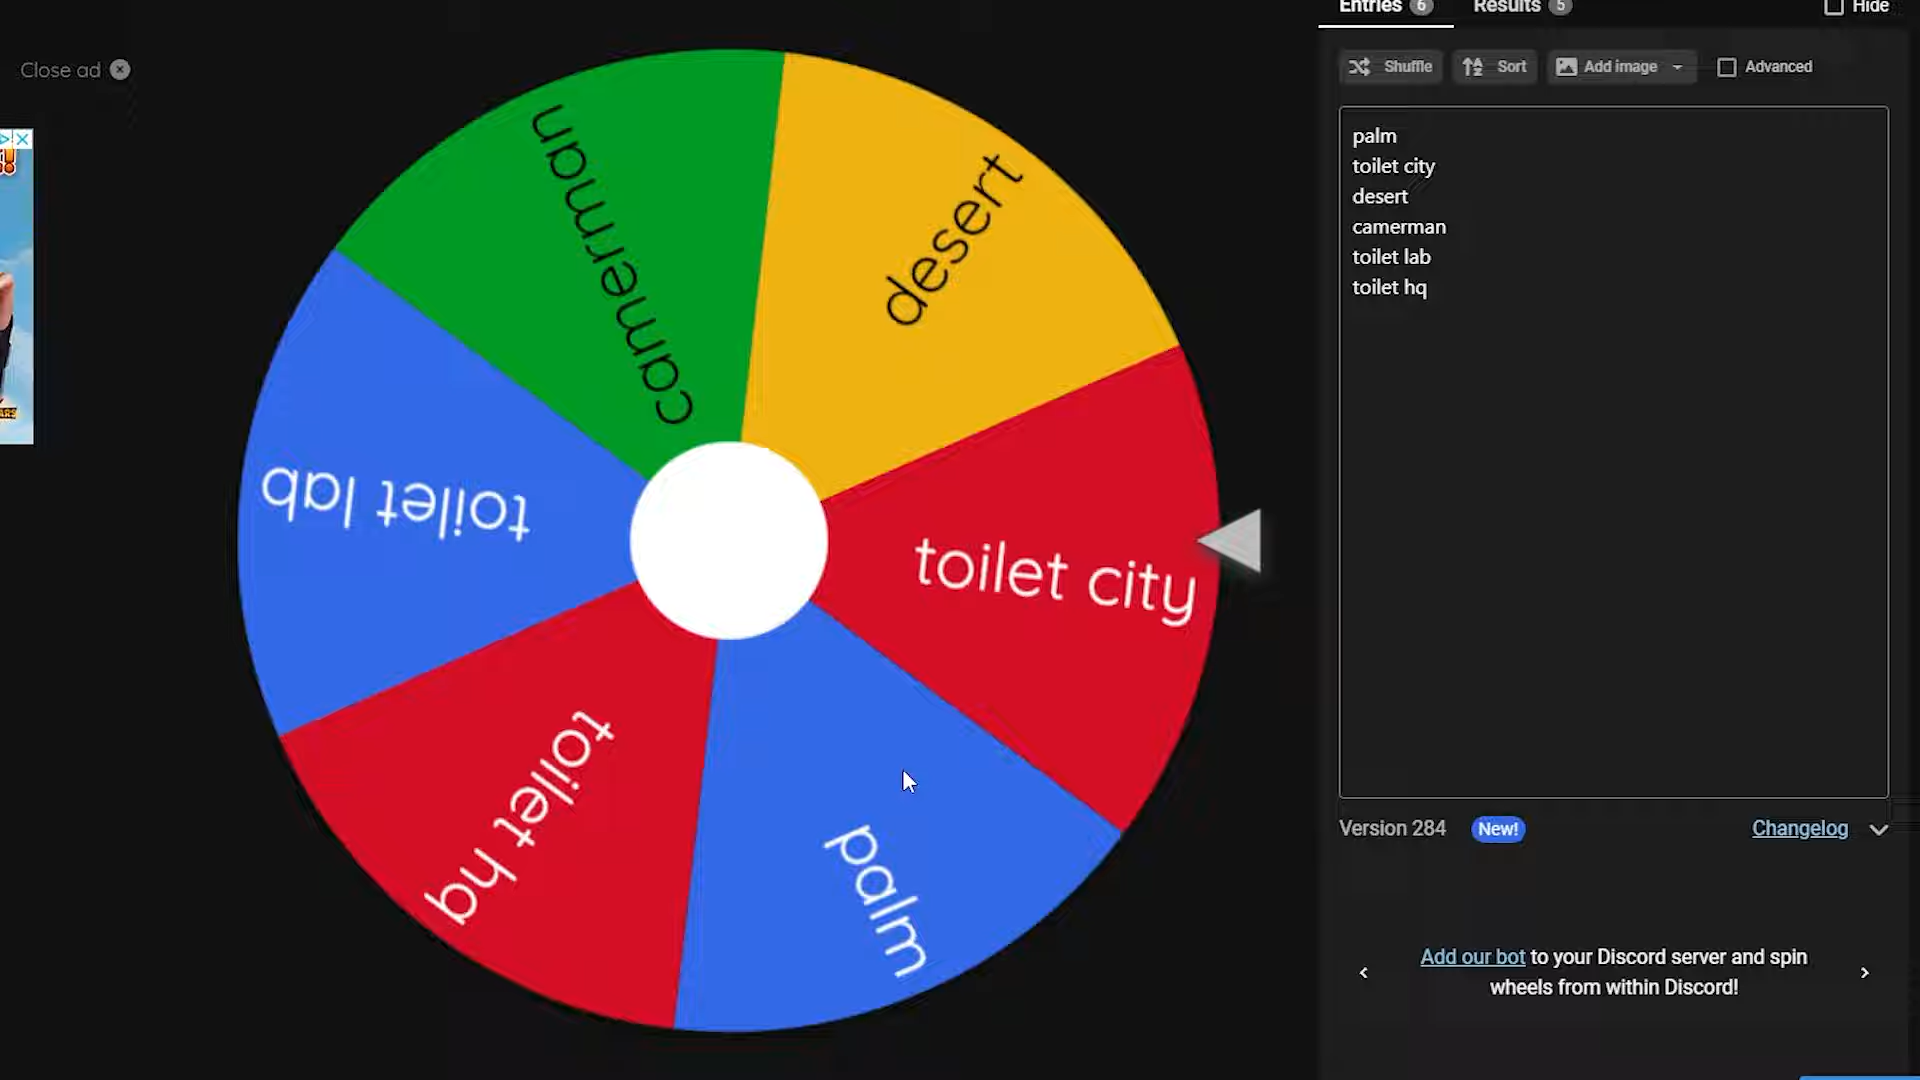 Entries 6 Results 5 Hide
Close ad
Shuffle Sort Add image Advanced
palm
toilet city
desert
camerman
toilet lab
toilet hq
camerman
desert
toilet lab
toilet city
toilet hq
palm
Version 284 New! Changelog
Add our bot to your Discord server and spin
wheels from within Discord!